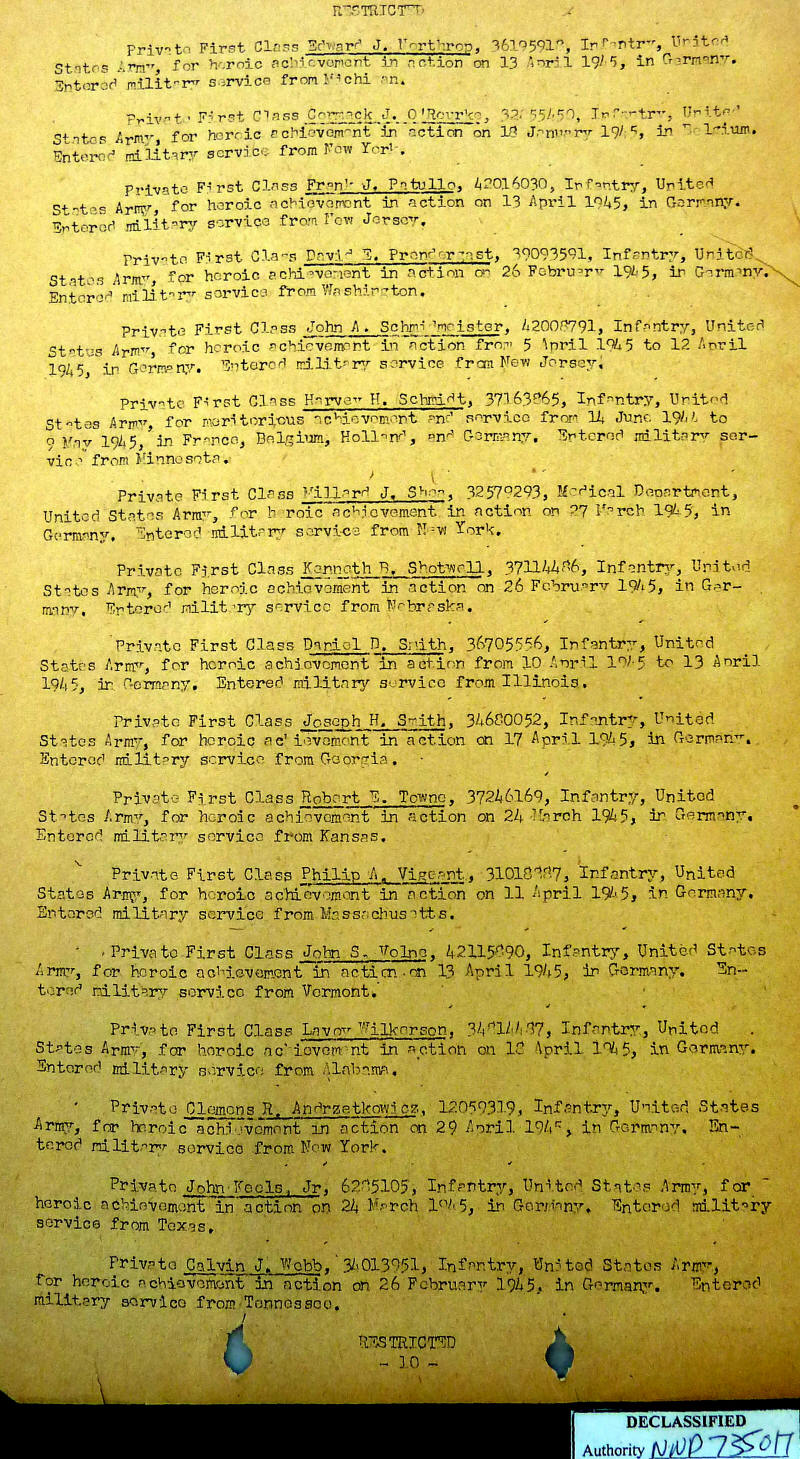 RESTRICTED
Private First Class Edward J. Northrop, Infantry, United
States Army, for heroic achievement in action on 13 April 1945, in Germany.
Entered military service from Michigan.
Private First Class Cormack J. O'Rourke, Infantry, United
States Army, for heroic achievement in action on 18 January 1945, in Belgium.
Entered military service from New York.
Private First Class Frank J. Patullo, 42016030, Infantry, United
States Army, for heroic achievement in action on 13 April 1945, in Germany.
Entered military service from New Jersey.
Private First Class David E. Prendergast, 39093591, Infantry, United
States Army, for heroic achievement in action on 26 February 1945, in Germany.
Entered military service from Washington.
Private First Class John A. Schmidmeister, 42008791, Infantry, United
States Army, for heroic achievement in action from 5 April 1945 to 12 April
1945, in Germany. Entered military service from New Jersey.
Private First Class Harvey H. Schmidt, 37163865, Infantry, United
States Army, for meritorious achievement and service from 14 June 1944 to
9 May 1945, in France, Belgium, Holland, and Germany. Entered military ser-
vice from Minnesota.
Private First Class Millard J. Shea, 32579293, Medical Department,
United States Army, for heroic achievement in action on 27 March 1945, in
Germany. Entered military service from New York.
Private First Class Kenneth B. Shotwell, 37114486, Infantry, United
States Army, for heroic achievement in action on 26 February 1945, in Ger-
many. Entered military service from Nebraska.
Private First Class Daniel D. Smith, 36705556, Infantry, United
States Army, for heroic achievement in action from 10 April 1945 to 13 April
1945, in Germany. Entered military service from Illinois.
Private First Class Joseph H. Smith, 34680052, Infantry, United
States Army, for heroic achievement in action on 17 April 1945, in Germany.
Entered military service from Georgia.
Private First Class Robert E. Towne, 37246169, Infantry, United
States Army, for heroic achievement in action on 24 March 1945, in Germany.
Entered military service from Kansas.
Private First Class Philip A. Vigeant, Infantry, United
States Army, for heroic achievement in action on 11 April 1945, in Germany.
Entered military service from Massachusetts.
Private First Class John S. Volne, 42115890, Infantry, United States
Army, for heroic achievement in action on 13 April 1945, in Germany. En-
tered military service from Vermont.
Private First Class Lavoy Wilkerson, Infantry, United
States Army, for heroic achievement in action on 18 April 1945, in Germany.
Entered military service from Alabama.
Private Clemens R. Andrzetkowicz, 12059319, Infantry, United States
Army, for heroic achievement in action on 29 April 1945, in Germany. En-
tered military service from New York.
Private John Keels, Jr, 6285105, Infantry, United States Army, for
heroic achievement in action on 24 March 1945, in Germany. Entered military
service from Texas.
Private Calvin J. Webb, 34013951, Infantry, United States Army,
for heroic achievement in action on 26 February 1945, in Germany. Entered
military service from Tennessee.
RESTRICTED
- 10 -
DECLASSIFIED
Authority NND 735017